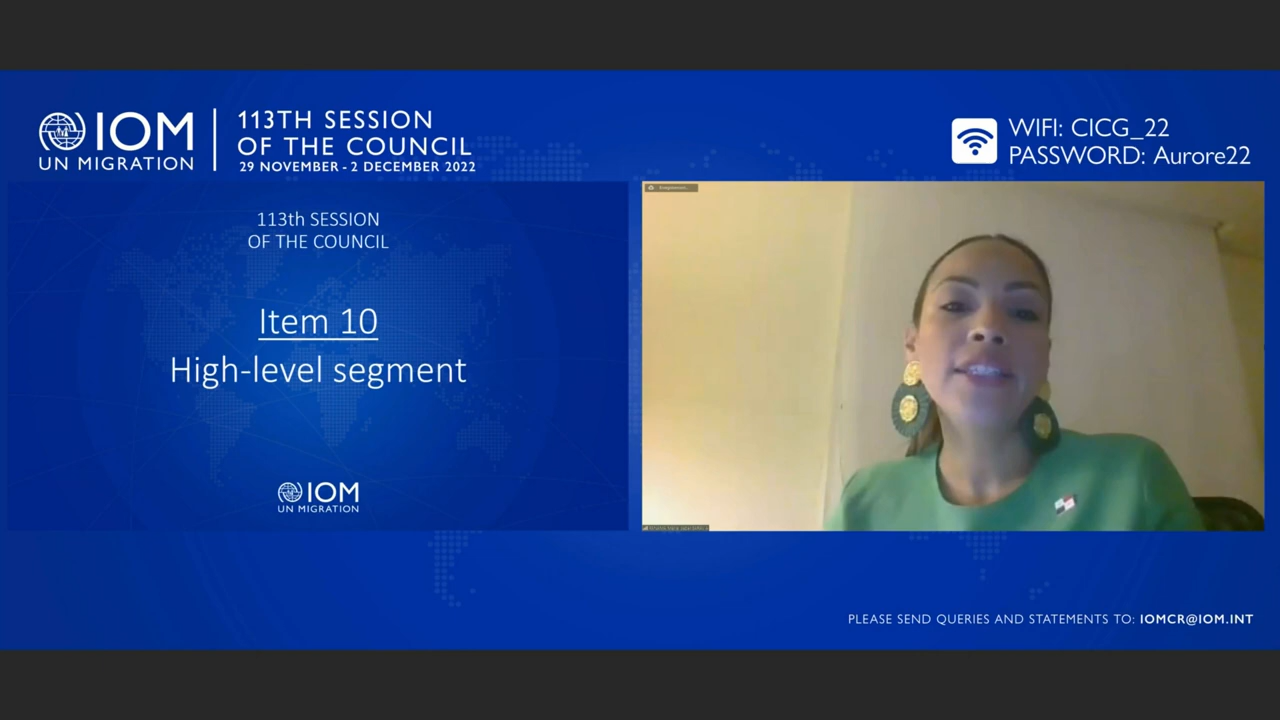 IOM
UN MIGRATION
113TH SESSION
OF THE COUNCIL
29 NOVEMBER - 2 DECEMBER 2022
WIFI: CICG_22
PASSWORD: Aurore22
113th SESSION
OF THE COUNCIL
Item 10
High-level segment
IOM
UN MIGRATION
PLEASE SEND QUERIES AND STATEMENTS TO: IOMCR@IOM.INT